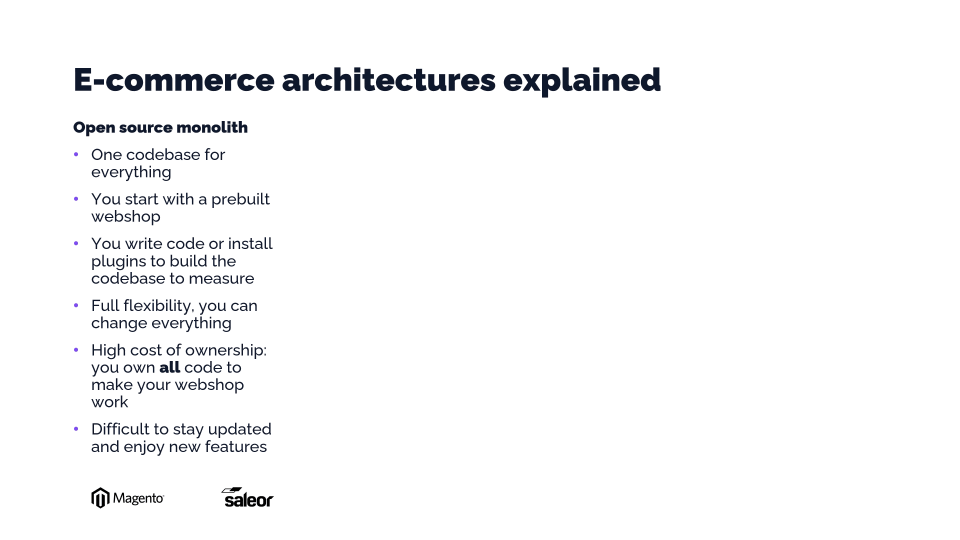 E-commerce architectures explained
Open source monolith
• One codebase for
everything
• You start with a prebuilt
webshop
• You write code or install
plugins to build the
codebase to measure
• Full flexibility, you can
change everything
• High cost of ownership:
you own all code to
make your webshop
work
• Difficult to stay updated
and enjoy new features
Magento
saleor